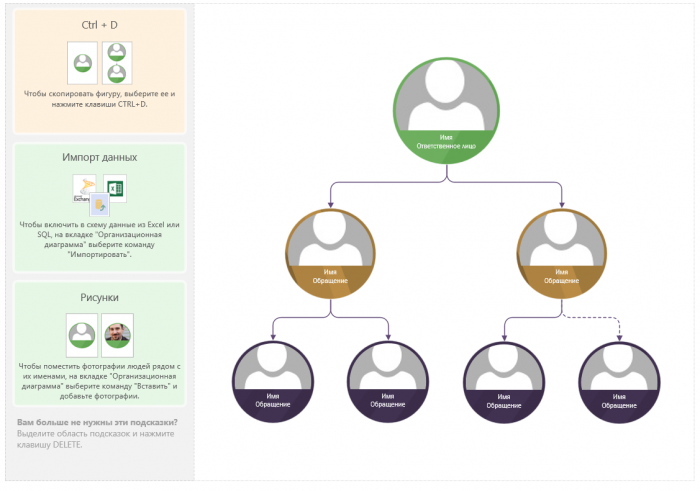 Ctrl + D
Чтобы скопировать фигуру, выберите ее и
нажмите клавиши CTRL+D.
Импорт данных
Exchan
Чтобы включить в схему данные из Excel или
SQL, на вкладке "Организационная
диаграмма" выберите команду
"Импортировать".
Рисунки
Чтобы поместить фотографии людей рядом с
их именами, на вкладке "Организационная
диаграмма" выберите команду "Вставить" и
добавьте фотографии.
Вам больше не нужны эти подсказки?
Выделите область подсказок и нажмите
клавишу DELETE.
Имя
Ответственное лицо
Имя
Обращение
Имя
Обращение
Имя
Обращение
Имя
Обращение
Имя
Обращение
Имя
Обращение